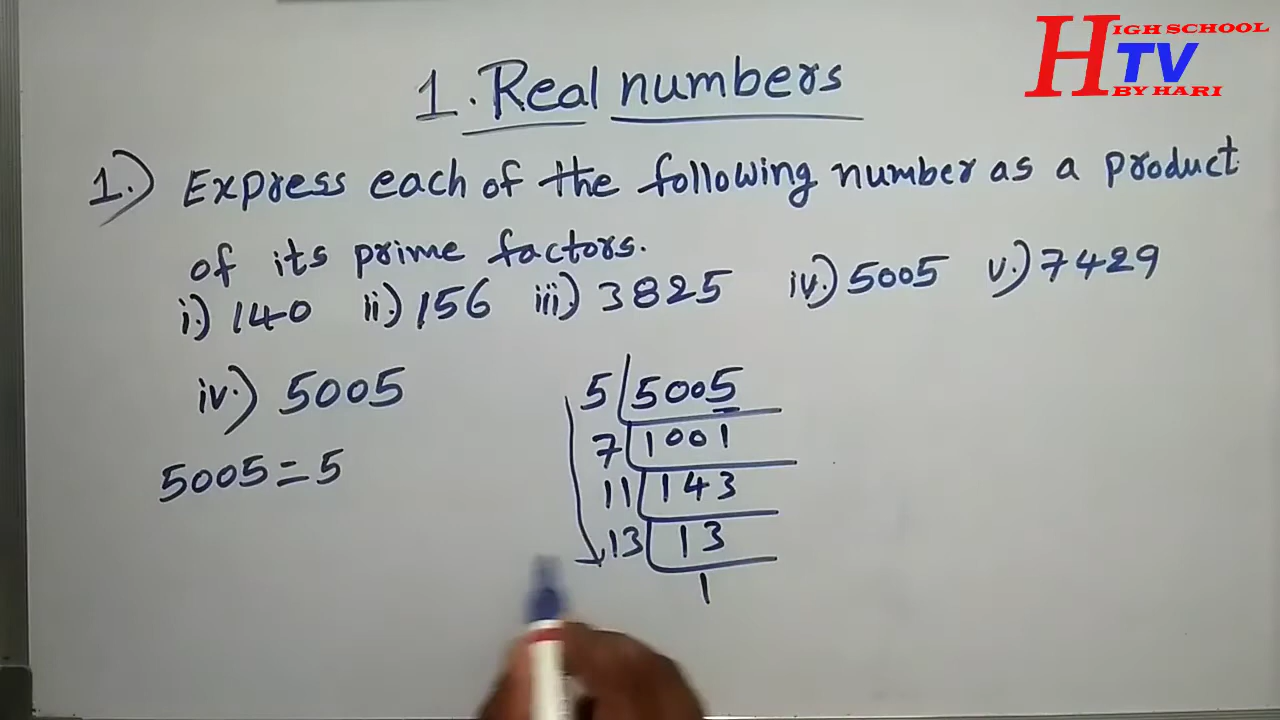 HIGH SCHOOL
TV
BY HARI
1. Real numbers
1.) Express each of the following number as a product
of its prime factors.
i.) 140 ii.) 156 iii.) 3825 iv.) 5005 v.) 7429
iv.) 5005
5005 = 5
5 5005
7 1001
11 143
13 13
1